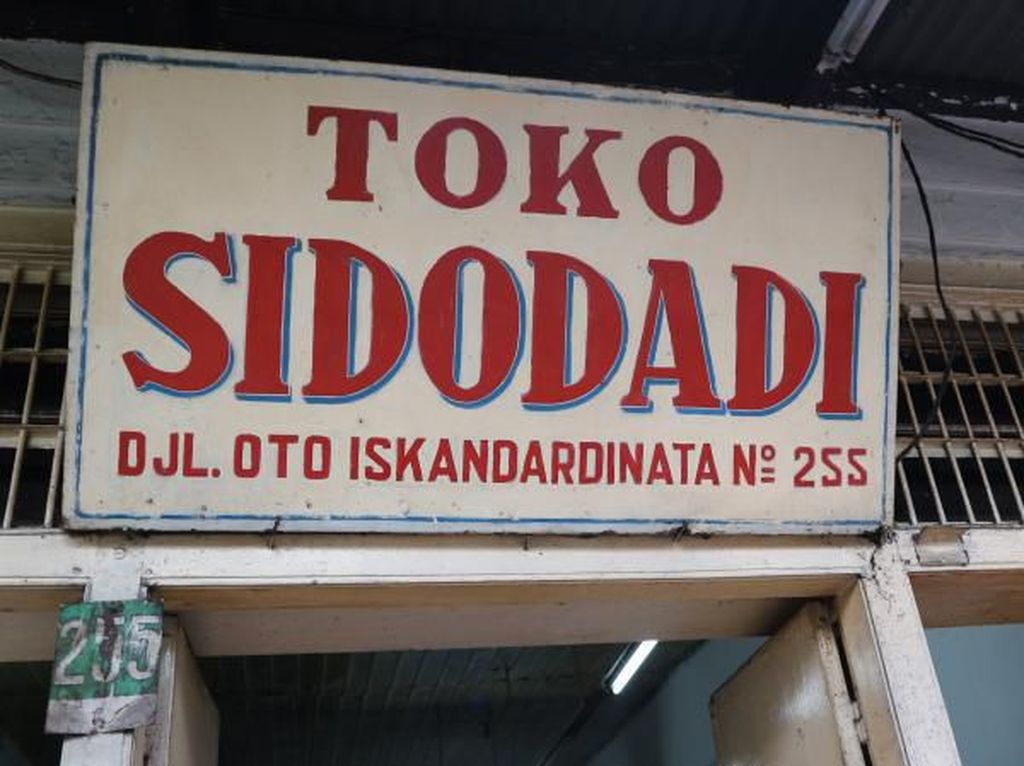 TOKO
SIDODADI
DJL. OTO ISKANDARDINATA Nº 255
255